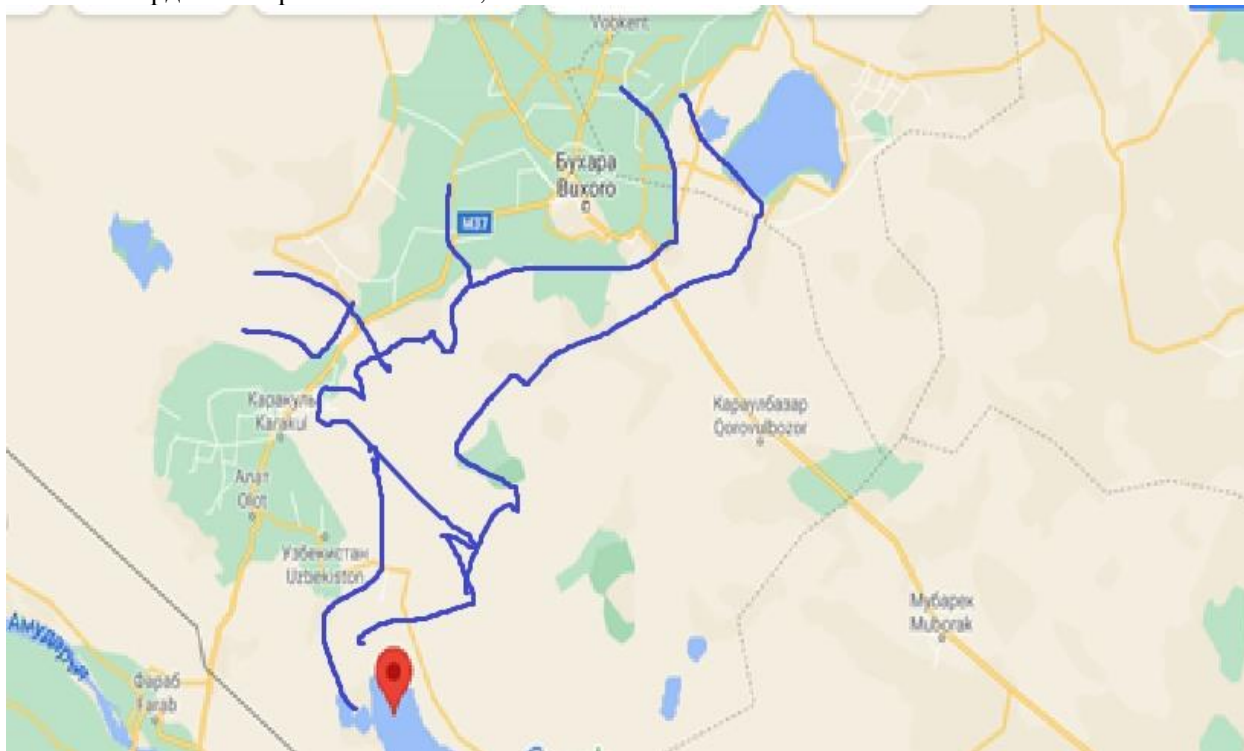 Vobkent
Бухара
Buxoro
M37
Каракуль
Karakul
Алат
Olot
Узбекистан
Uzbekiston
Караулбазар
Qorovulbozor
Мубарек
Muborak
Амударья
Фараб
Farab